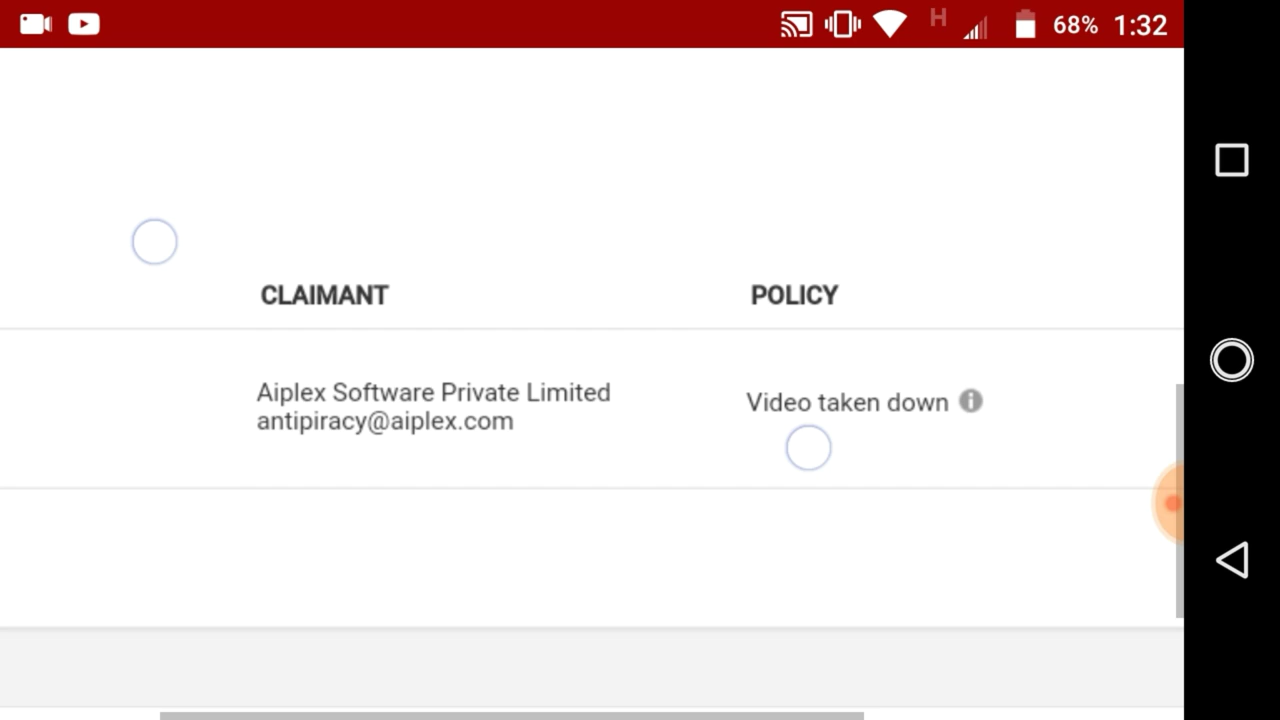 H 68% 1:32
CLAIMANT POLICY
Aiplex Software Private Limited
antipiracy@aiplex.com
Video taken down